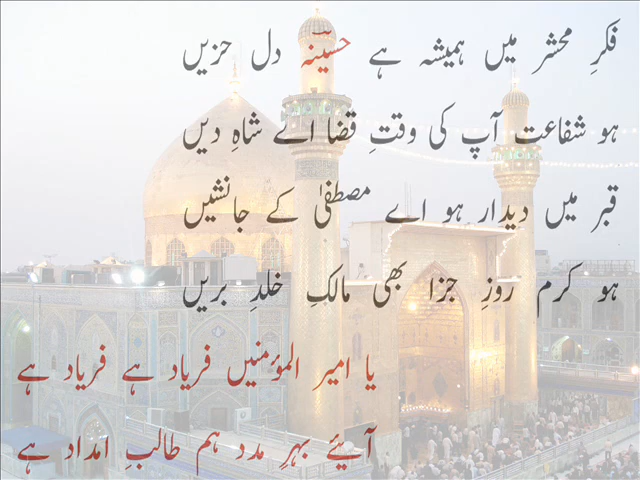 فکرِ محشر میں ہمیشہ ہے حسیؔنہ دل حزیں
ہو شفاعت آپ کی وقتِ قضا اے شاہِ دیں
قبر میں دیدار ہو اے مصطفیٰ کے جانشیں
ہو کرم روزِ جزا بھی مالکِ خلدِ بریں
یا امیر المؤمنیں فریاد ہے فریاد ہے
آیئے بہرِ مدد ہم طالبِ امداد ہے